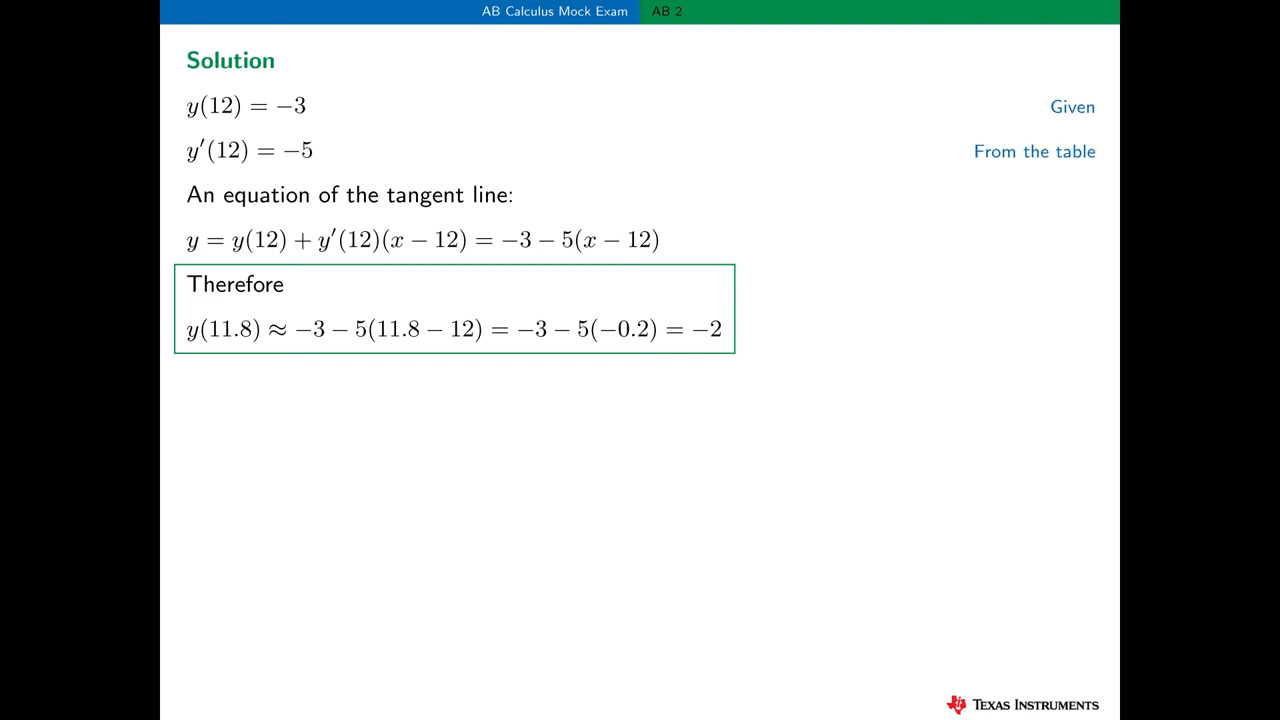 AB Calculus Mock Exam AB 2
Solution
y(12) = −3 Given
y′(12) = −5 From the table
An equation of the tangent line:
y = y(12) + y′(12)(x − 12) = −3 − 5(x − 12)
Therefore
y(11.8) ≈ −3 − 5(11.8 − 12) = −3 − 5(−0.2) = −2
TEXAS INSTRUMENTS